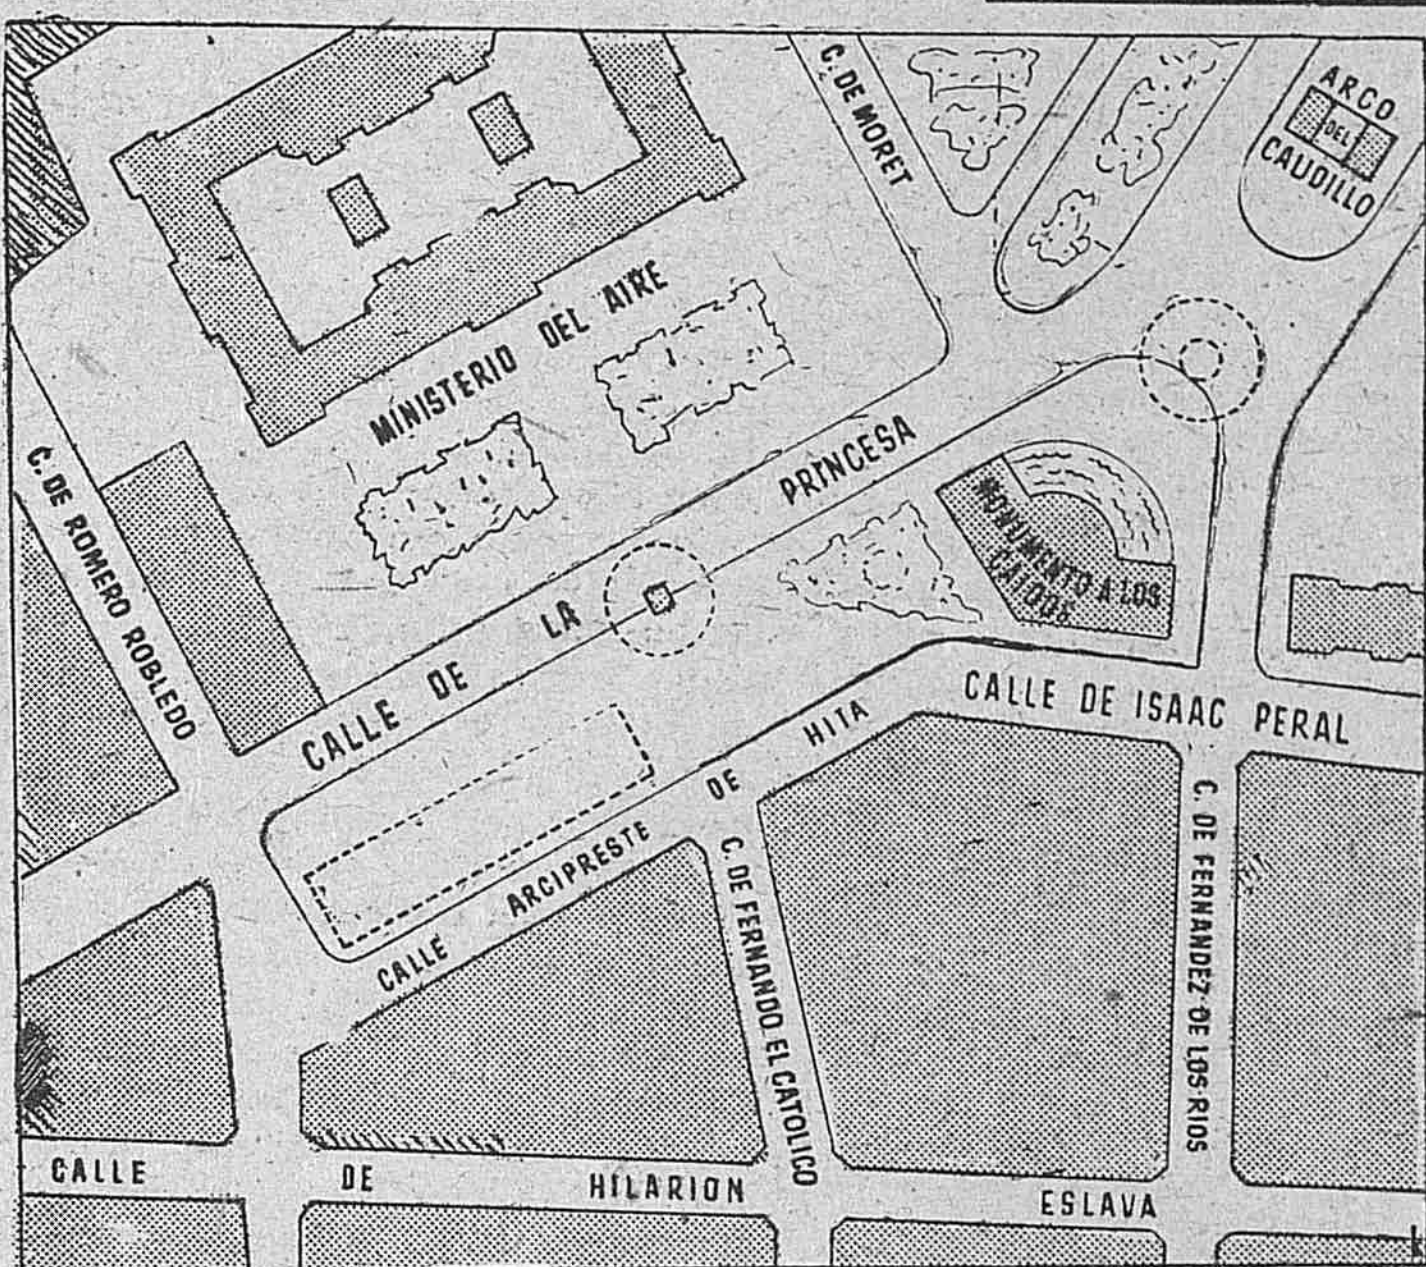 C. DE MORET
ARCO
DEL
CAUDILLO
MINISTERIO DEL AIRE
C. DE ROMERO ROBLEDO
CALLE DE LA PRINCESA
MONUMENTO A LOS
CAIDOS
CALLE ARCIPRESTE DE HITA
CALLE DE ISAAC PERAL
C. DE FERNANDO EL CATOLICO
C. DE FERNANDEZ DE LOS RIOS
CALLE DE HILARION ESLAVA